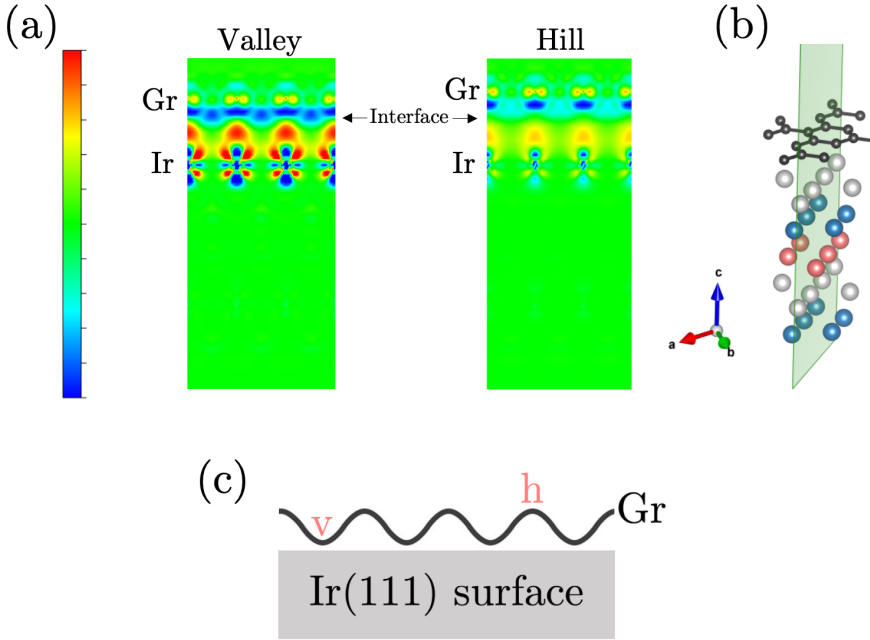 (a)
Valley
Hill
(b)
Gr
Gr
Interface
Ir
Ir
c
a
b
(c)
h
v
Gr
Ir(111) surface